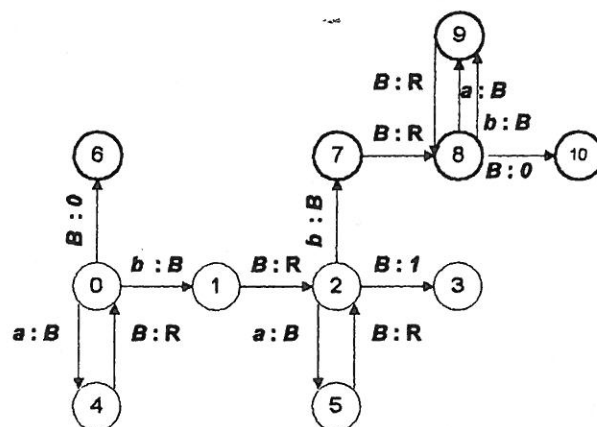 9
B : R
a : B
B : R
b : B
6
7
8
10
B : 0
B : 0
b : B
b : B
B : R
B : 1
0
1
2
3
a : B
B : R
a : B
B : R
4
5